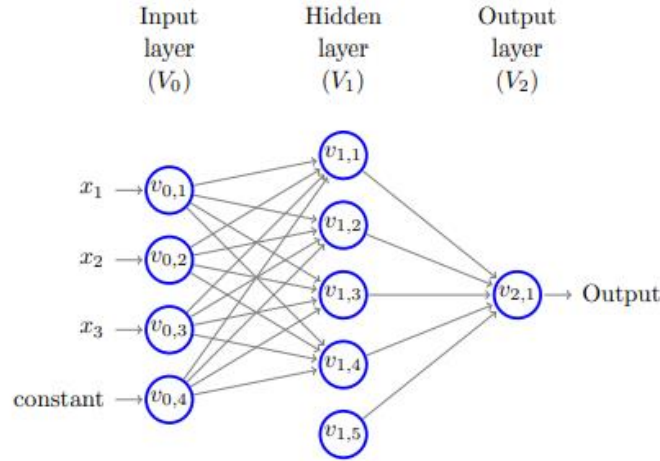 Input Hidden Output
layer layer layer
(V₀) (V₁) (V₂)
v₁,₁
x₁ v₀,₁
v₁,₂
x₂ v₀,₂
v₁,₃ v₂,₁ Output
x₃ v₀,₃
v₁,₄
constant v₀,₄
v₁,₅